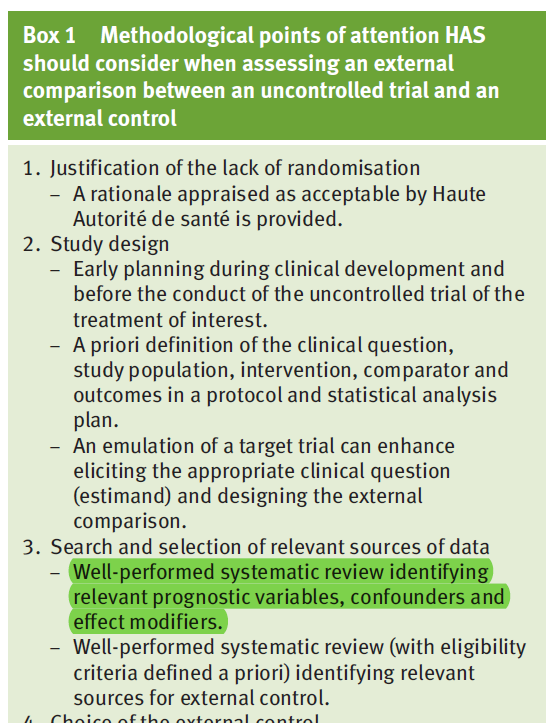 Box 1 Methodological points of attention HAS
should consider when assessing an external
comparison between an uncontrolled trial and an
external control
1. Justification of the lack of randomisation
– A rationale appraised as acceptable by Haute
Autorité de santé is provided.
2. Study design
– Early planning during clinical development and
before the conduct of the uncontrolled trial of the
treatment of interest.
– A priori definition of the clinical question,
study population, intervention, comparator and
outcomes in a protocol and statistical analysis
plan.
– An emulation of a target trial can enhance
eliciting the appropriate clinical question
(estimand) and designing the external
comparison.
3. Search and selection of relevant sources of data
– Well-performed systematic review identifying
relevant prognostic variables, confounders and
effect modifiers.
– Well-performed systematic review (with eligibility
criteria defined a priori) identifying relevant
sources for external control.
4. Choice of the external control